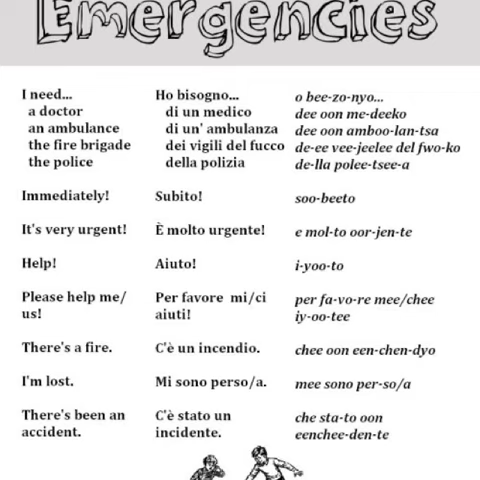 Emergencies
I need... Ho bisogno... o bee-zo-nyo...
a doctor di un medico dee oon me-deeko
an ambulance di un' ambulanza dee oon amboo-lan-tsa
the fire brigade dei vigili del fucco de-ee vee-jeelee del fwo-ko
the police della polizia de-lla polee-tsee-a
Immediately! Subito! soo-beeto
It's very urgent! È molto urgente! e mol-to oor-jen-te
Help! Aiuto! i-yoo-to
Please help me/ Per favore mi/ci per fa-vo-re mee/chee
us! aiuti! iy-oo-tee
There's a fire. C'è un incendio. chee oon een-chen-dyo
I'm lost. Mi sono perso/a. mee sono per-so/a
There's been an C'è stato un che sta-to oon
accident. incidente. eenchee-den-te